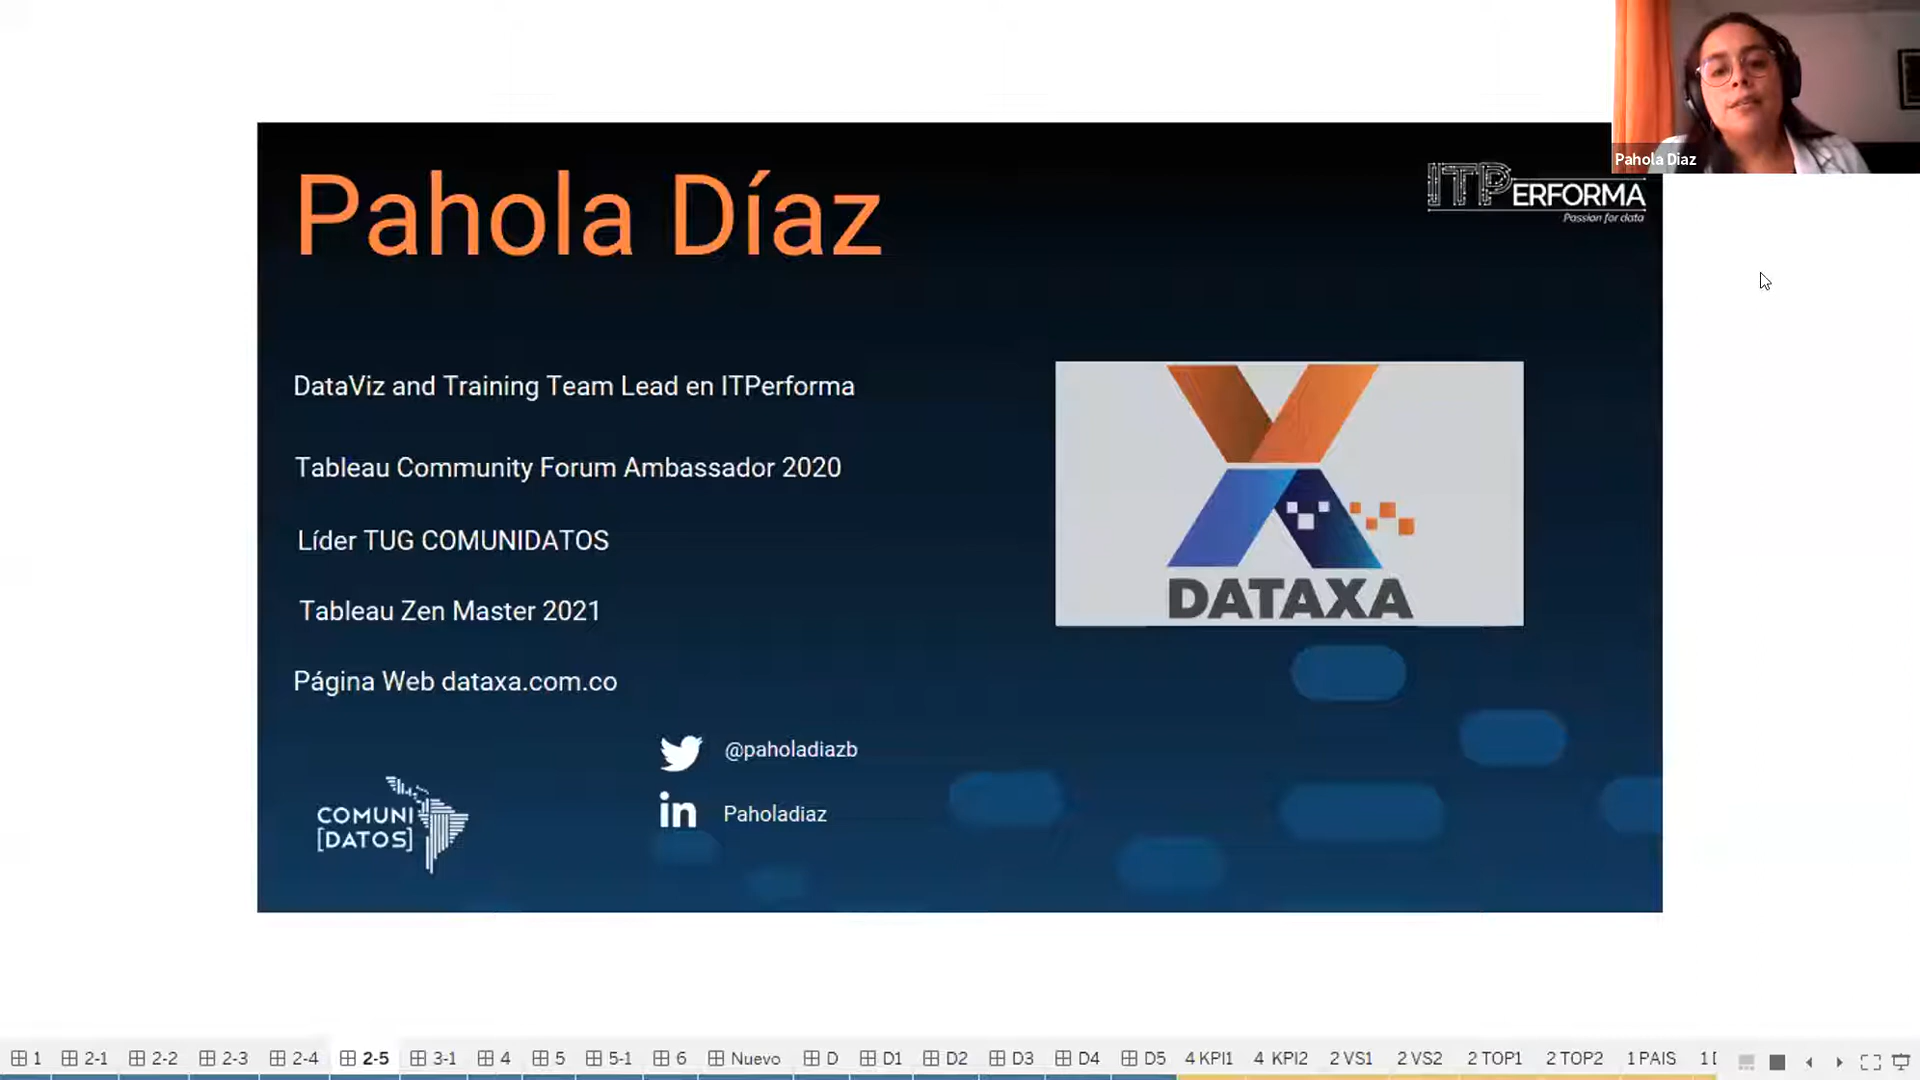 Pahola Diaz
Pahola Díaz
ITPERFORMA
Passion for data
DataViz and Training Team Lead en ITPerforma
Tableau Community Forum Ambassador 2020
Líder TUG COMUNIDATOS
Tableau Zen Master 2021
Página Web dataxa.com.co
DATAXA
@paholadiazb
Paholadiaz
COMUNI
[DATOS]
1 2-1 2-2 2-3 2-4 2-5 3-1 4 5 5-1 6 Nuevo D D1 D2 D3 D4 D5 4 KPI1 4 KPI2 2 VS1 2 VS2 2 TOP1 2 TOP2 1 PAIS